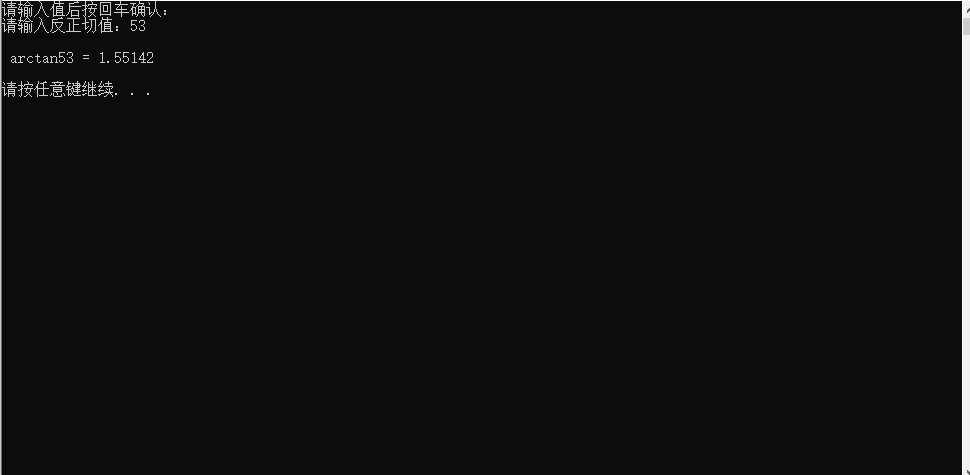 请输入值后按回车确认:
请输入反正切值: 53
arctan53 = 1.55142
请按任意键继续. . .